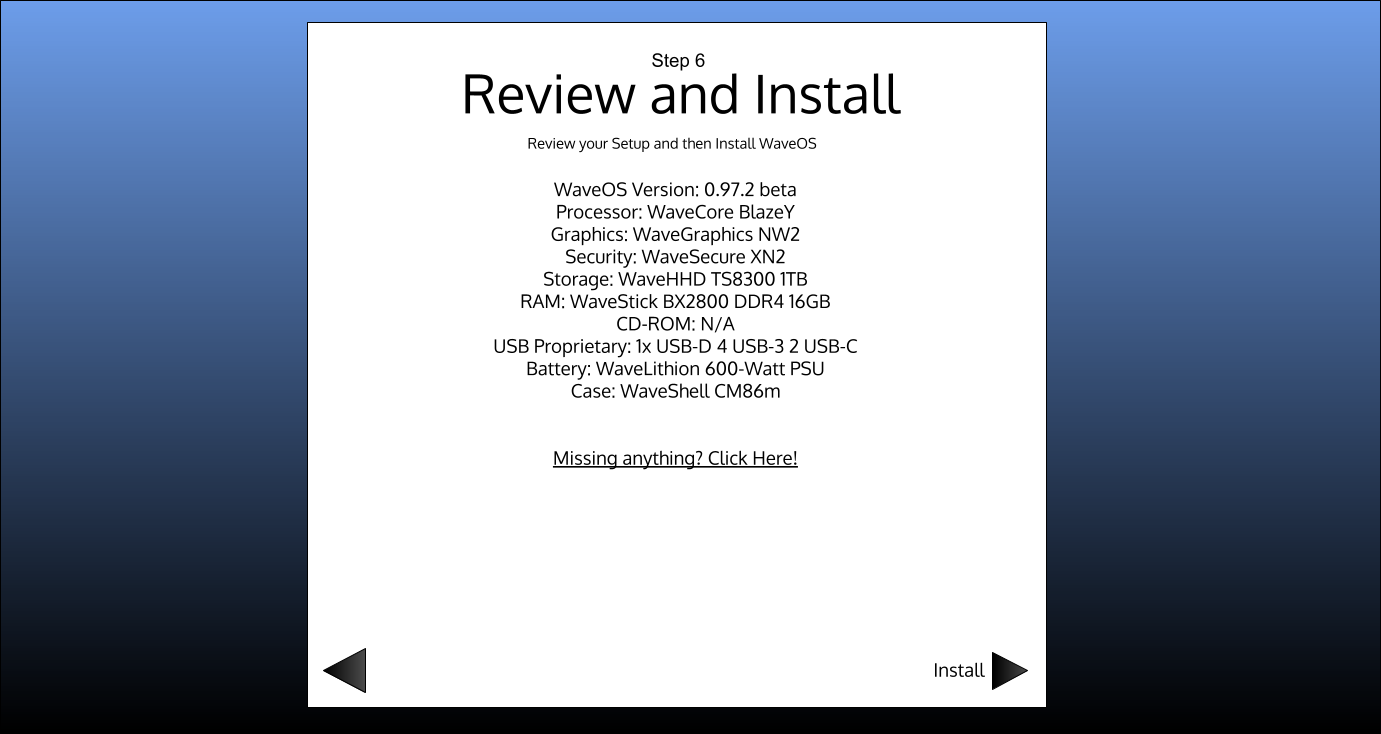 Step 6
Review and Install
Review your Setup and then Install WaveOS
WaveOS Version: 0.97.2 beta
Processor: WaveCore BlazeY
Graphics: WaveGraphics NW2
Security: WaveSecure XN2
Storage: WaveHHD TS8300 1TB
RAM: WaveStick BX2800 DDR4 16GB
CD-ROM: N/A
USB Proprietary: 1x USB-D 4 USB-3 2 USB-C
Battery: WaveLithion 600-Watt PSU
Case: WaveShell CM86m
Missing anything? Click Here!
Install